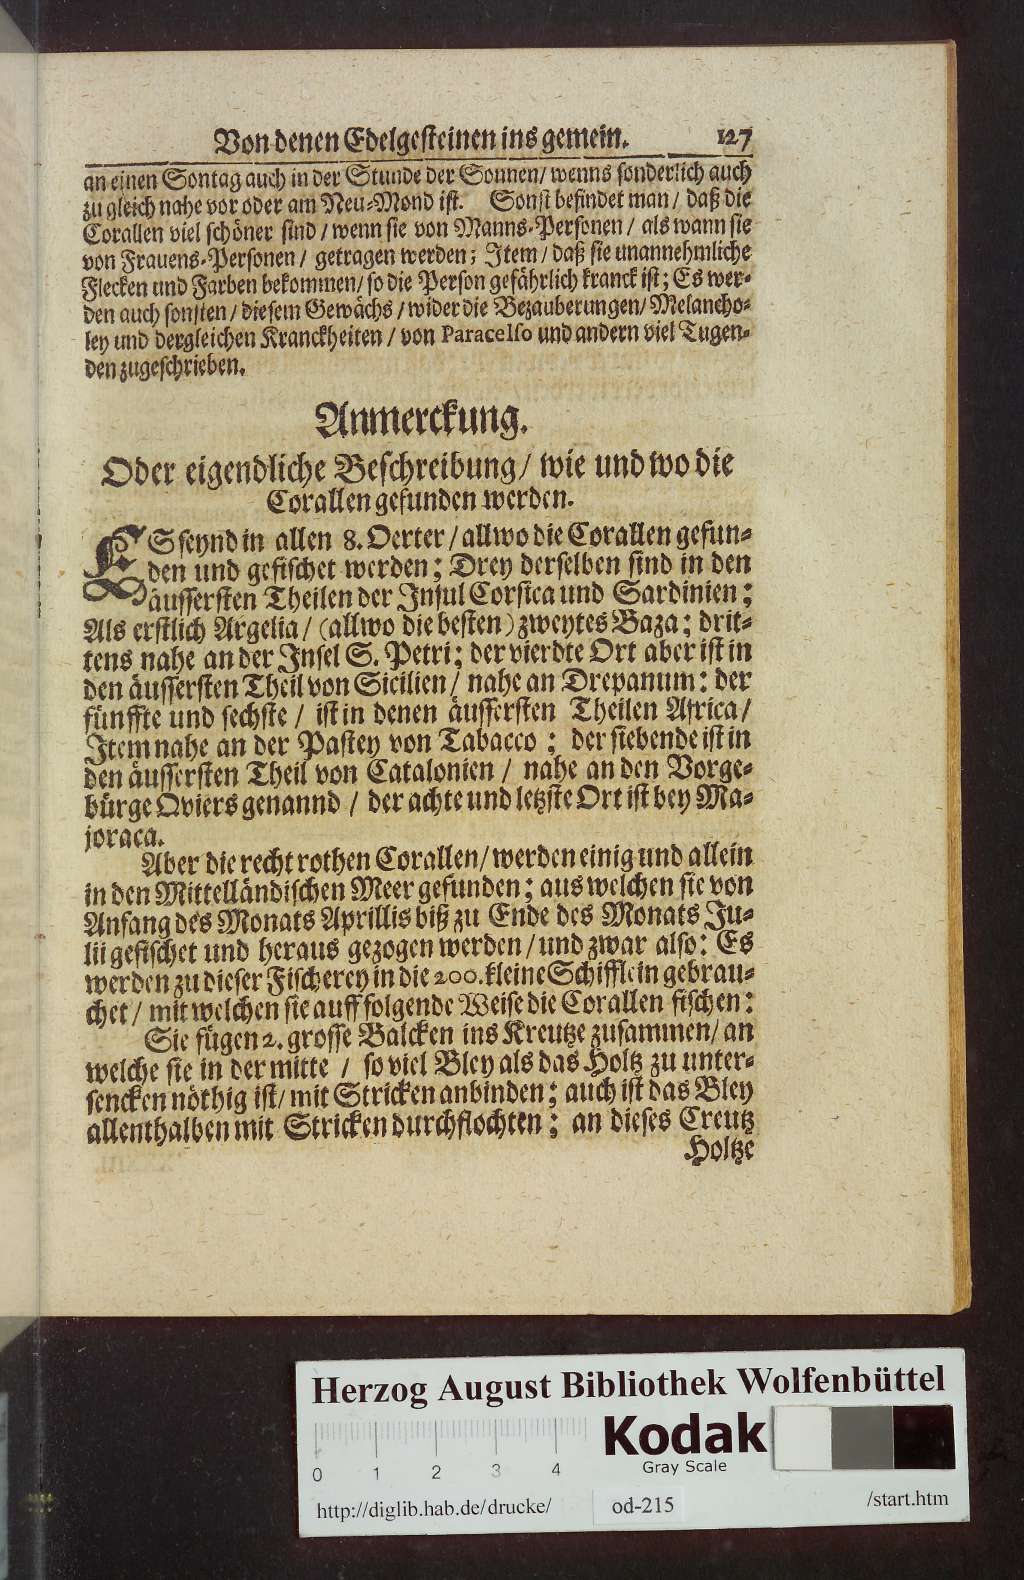 Von denen Edelgesteinen ins gemein. 127
an einen Sontag auch in der Stunde der Sonnen/ wenns sonderlich auch
zu gleich nahe vor oder am Neu-Mond ist. Sonst befindet man/ daß die
Corallen viel schöner sind/ wenn sie von Manns-Personen/ als wann sie
von Frauens-Personen/ getragen werden; Item/ daß sie unannehmliche
Flecken und Farben bekommen/ so die Person gefährlich kranck ist; Es wer-
den auch sonsten/ diesem Gewächs/ wider die Bezauberungen/ Melancho-
ley und dergleichen Kranckheiten/ von Paracelso und andern viel Tugen-
den zugeschrieben.
Anmerckung.
Oder eigendliche Beschreibung/ wie und wo die
Corallen gefunden werden.
ES seynd in allen 8. Oerter/ allwo die Corallen gefun-
den und gefischet werden; Drey derselben sind in den
äussersten Theilen der Insul Corsica und Sardinien;
Als erstlich Argelia/ (allwo die besten) zweytes Baza; drit-
tens nahe an der Insel S. Petri; der vierdte Ort aber ist in
den äussersten Theil von Sicilien/ nahe an Drepanum: der
fünffte und sechste/ ist in denen äussersten Theilen Africa/
Item nahe an der Pastey von Tabacco; der siebende ist in
den äussersten Theil von Catalonien/ nahe an den Vorge-
bürge Qviers genannd/ der achte und letzste Ort ist bey Ma-
joraca.
Aber die recht rothen Corallen/ werden einig und allein
in den Mittelländischen Meer gefunden; aus welchen sie von
Anfang des Monats Aprillis biß zu Ende des Monats Ju-
lii gefischet und heraus gezogen werden/ und zwar also: Es
werden zu dieser Fischerey in die 200. kleine Schifflein gebrau-
chet/ mit welchen sie auff folgende Weise die Corallen fischen:
Sie fügen 2. grosse Balcken ins Kreutze zusammen/ an
welche sie in der mitte/ so viel Bley als das Holtz zu unter-
sencken nöthig ist/ mit Stricken anbinden; auch ist das Bley
allenthalben mit Stricken durchflochten; an dieses Creutz
Holtze
Herzog August Bibliothek Wolfenbüttel
Kodak
Gray Scale
0 1 2 3 4
http://diglib.hab.de/drucke/ od-215 /start.htm